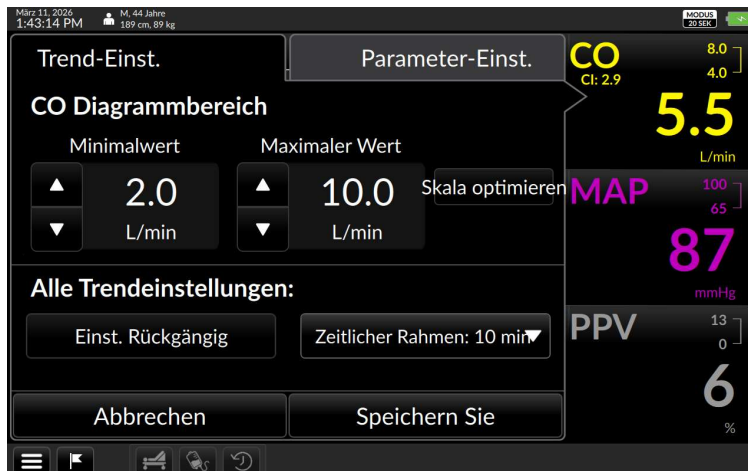 März 11, 2026
1:43:14 PM
M, 44 Jahre
189 cm, 89 kg
MODUS
20 SEK
Trend-Einst.
Parameter-Einst.
CO Diagrammbereich
Minimalwert
Maximaler Wert
2.0
L/min
10.0
L/min
Skala optimieren
Alle Trendeinstellungen:
Einst. Rückgängig
Zeitlicher Rahmen: 10 min
Abbrechen
Speichern Sie
CO
CI: 2.9
8.0
4.0
5.5
L/min
MAP
100
65
87
mmHg
PPV
13
0
6
%